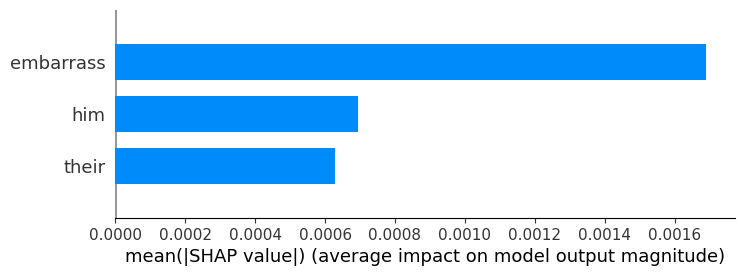 embarrass
him
their
0.0000 0.0002 0.0004 0.0006 0.0008 0.0010 0.0012 0.0014 0.0016
mean(|SHAP value|) (average impact on model output magnitude)